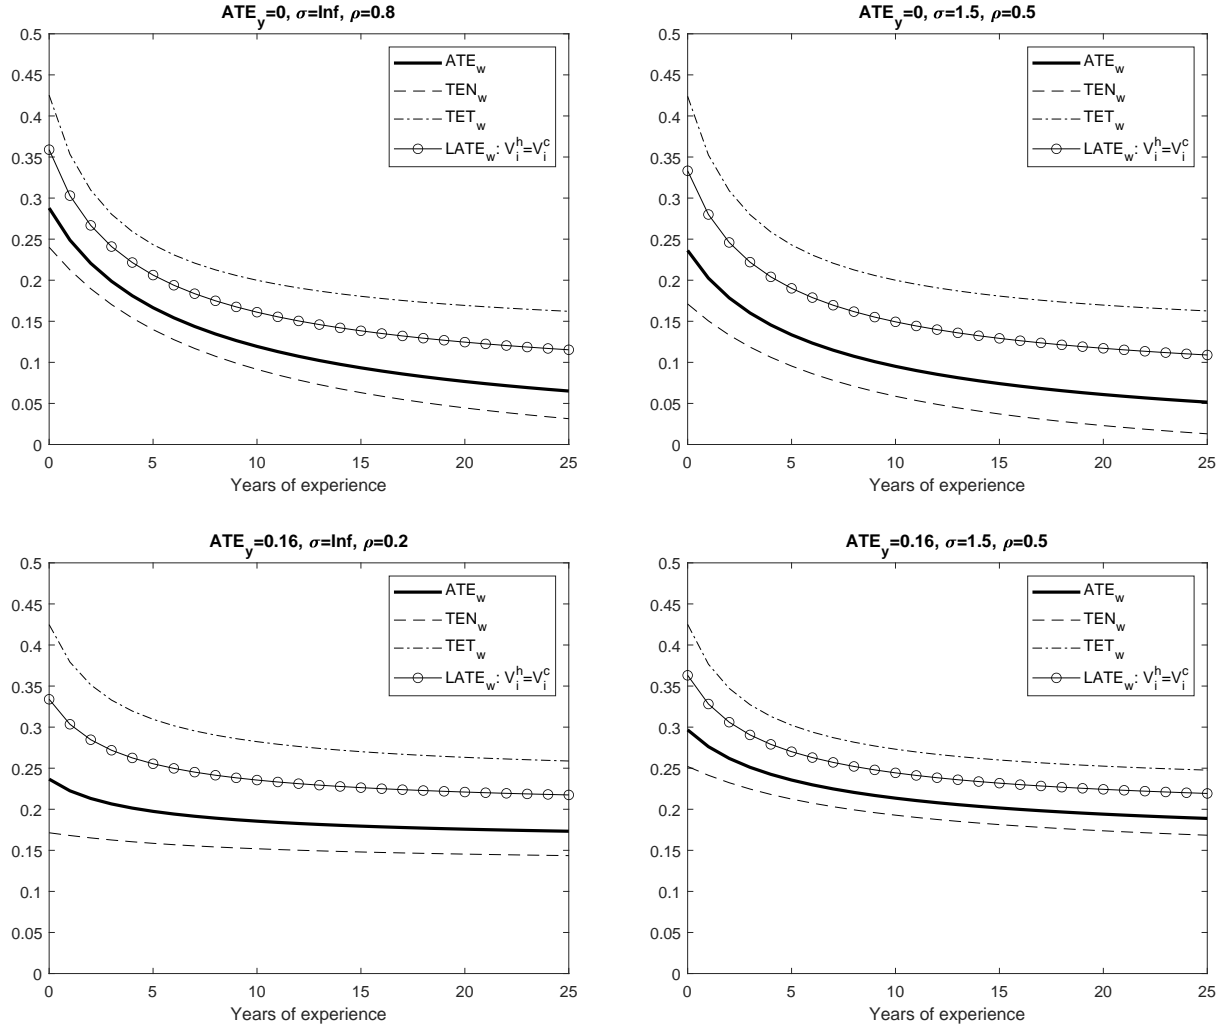 ATE_y=0, σ=Inf, ρ=0.8
0.5
0.45
0.4
0.35
0.3
0.25
0.2
0.15
0.1
0.05
0
ATE_w
TEN_w
TET_w
LATE_w: V_i^h=V_i^c
0 5 10 15 20 25
Years of experience
ATE_y=0, σ=1.5, ρ=0.5
0.5
0.45
0.4
0.35
0.3
0.25
0.2
0.15
0.1
0.05
0
ATE_w
TEN_w
TET_w
LATE_w: V_i^h=V_i^c
0 5 10 15 20 25
Years of experience
ATE_y=0.16, σ=Inf, ρ=0.2
0.5
0.45
0.4
0.35
0.3
0.25
0.2
0.15
0.1
0.05
0
ATE_w
TEN_w
TET_w
LATE_w: V_i^h=V_i^c
0 5 10 15 20 25
Years of experience
ATE_y=0.16, σ=1.5, ρ=0.5
0.5
0.45
0.4
0.35
0.3
0.25
0.2
0.15
0.1
0.05
0
ATE_w
TEN_w
TET_w
LATE_w: V_i^h=V_i^c
0 5 10 15 20 25
Years of experience